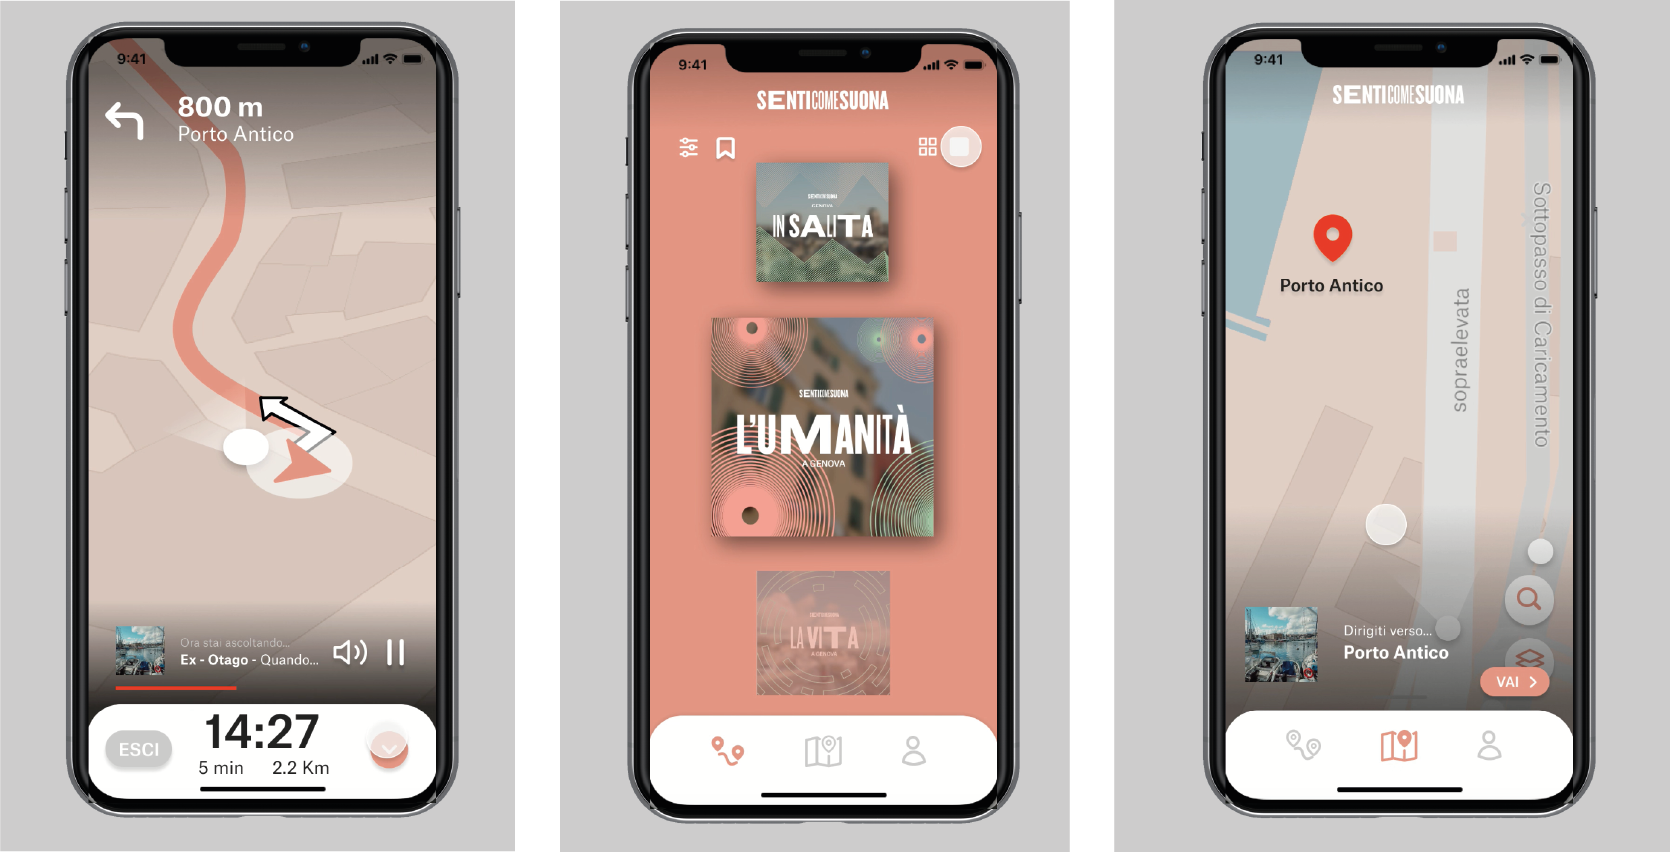 9:41
800 m
Porto Antico
Ora stai ascoltando...
Ex - Otago - Quando...
ESCI
14:27
5 min 2.2 Km
9:41
SENTICOMESUONA
SENTICOMESUONA
GENOVA
IN SALITA
SENTICOMESUONA
L'UMANITÀ
A GENOVA
SENTICOMESUONA
LA VITA
A GENOVA
9:41
SENTICOMESUONA
Porto Antico
sopraelevata
Sottopasso di Caricamento
Dirigiti verso...
Porto Antico
VAI